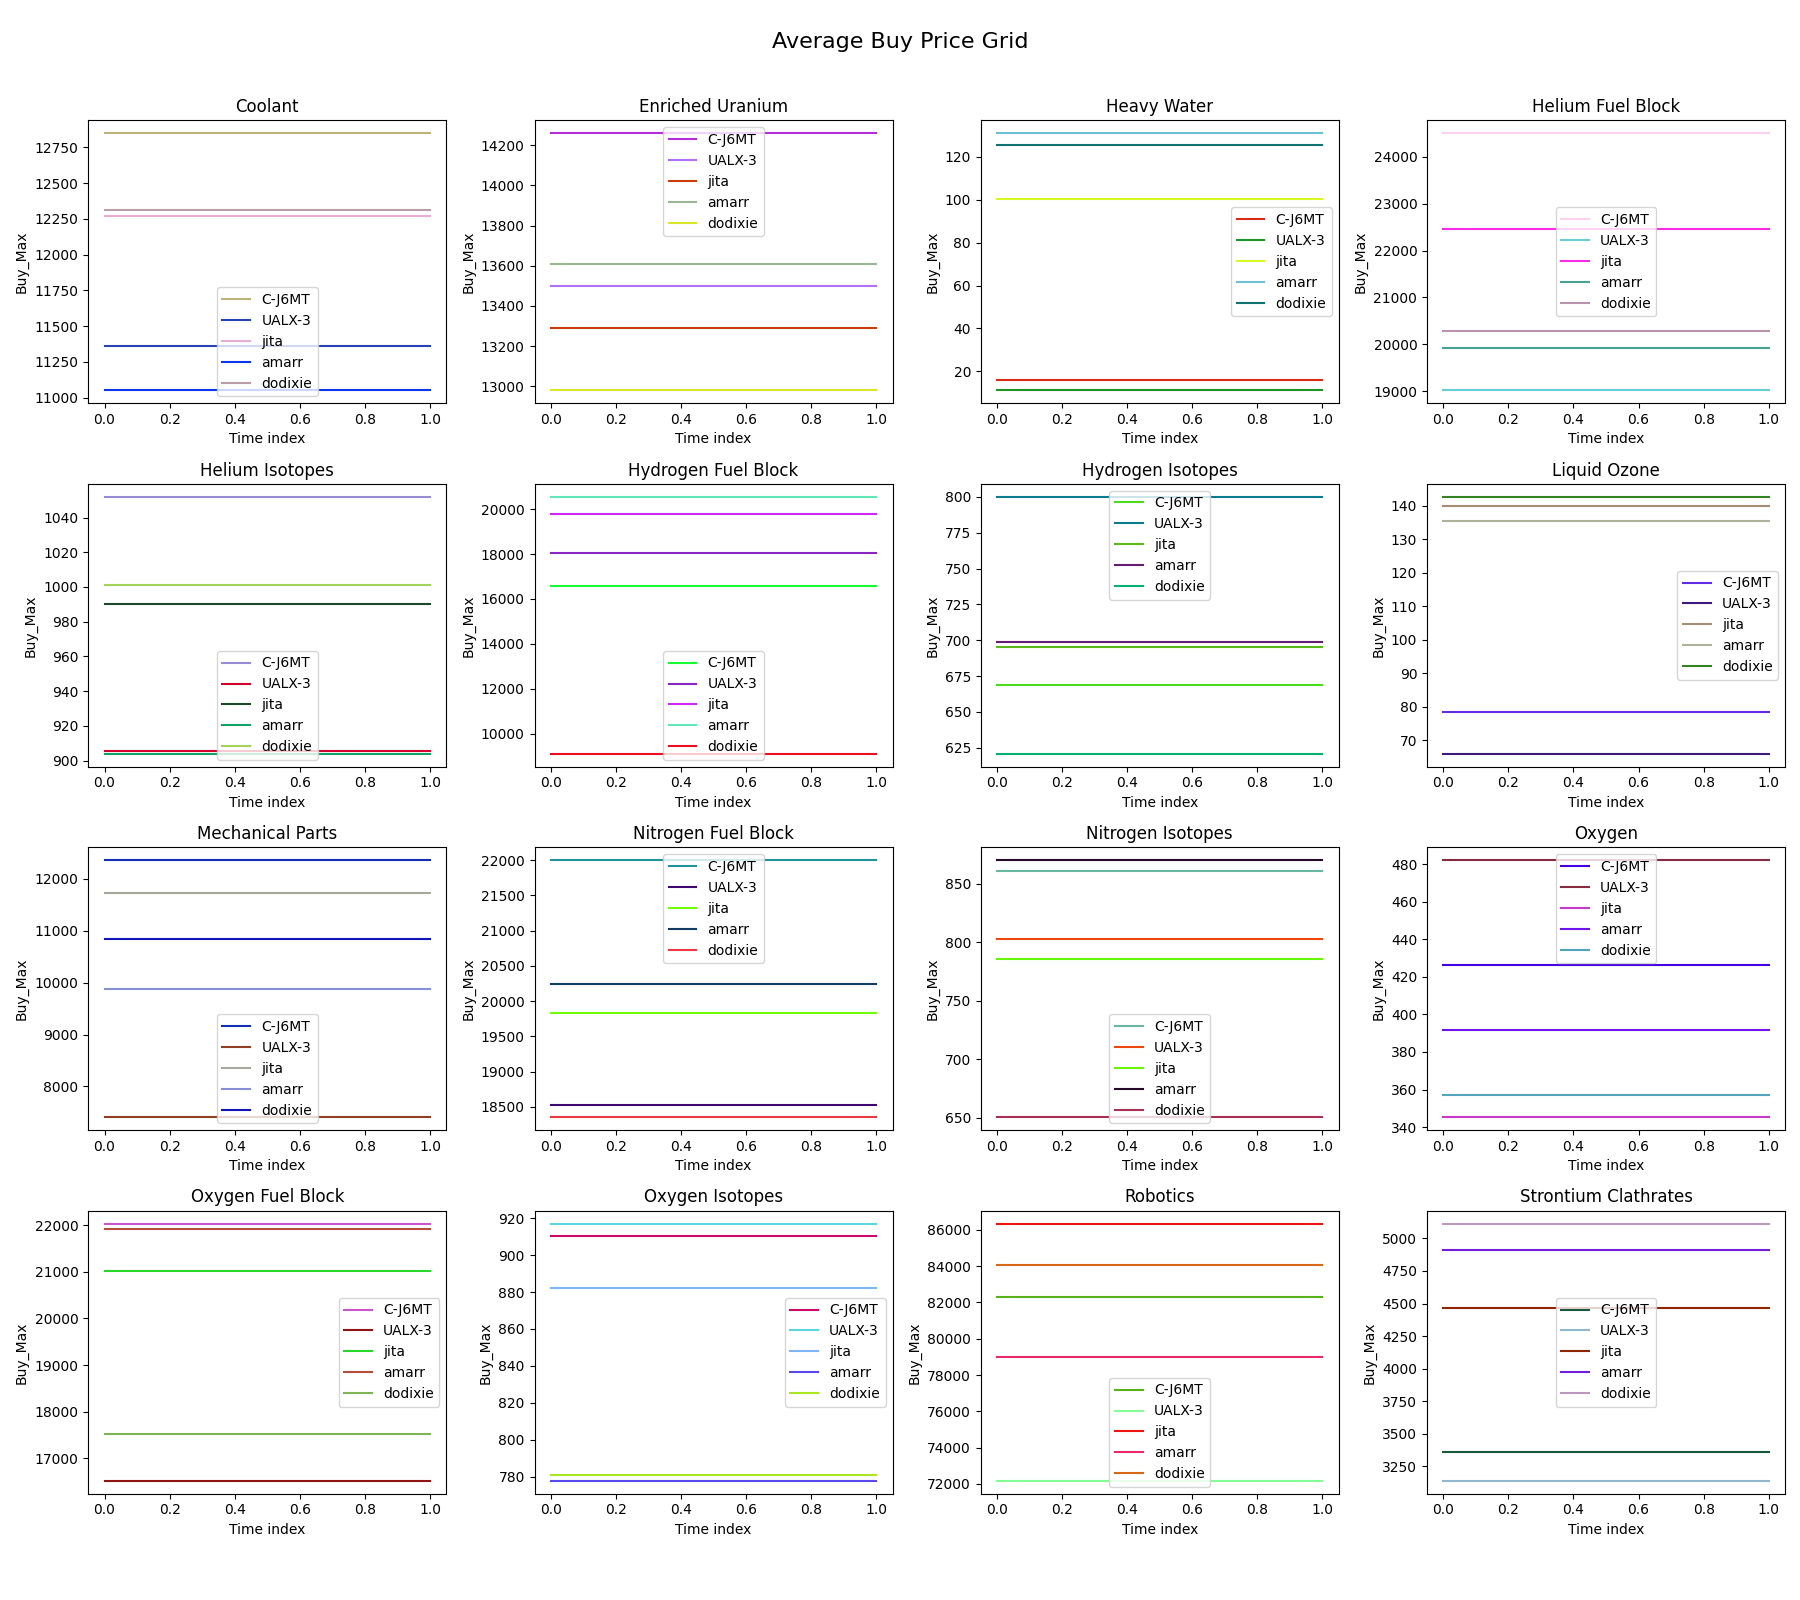 Average Buy Price Grid
Coolant
Buy_Max
12750
12500
12250
12000
11750
11500
11250
11000
C-J6MT
UALX-3
jita
amarr
dodixie
0.0 0.2 0.4 0.6 0.8 1.0
Time index
Enriched Uranium
Buy_Max
14200
14000
13800
13600
13400
13200
13000
C-J6MT
UALX-3
jita
amarr
dodixie
0.0 0.2 0.4 0.6 0.8 1.0
Time index
Heavy Water
Buy_Max
120
100
80
60
40
20
C-J6MT
UALX-3
jita
amarr
dodixie
0.0 0.2 0.4 0.6 0.8 1.0
Time index
Helium Fuel Block
Buy_Max
24000
23000
22000
21000
20000
19000
C-J6MT
UALX-3
jita
amarr
dodixie
0.0 0.2 0.4 0.6 0.8 1.0
Time index
Helium Isotopes
Buy_Max
1040
1020
1000
980
960
940
920
900
C-J6MT
UALX-3
jita
amarr
dodixie
0.0 0.2 0.4 0.6 0.8 1.0
Time index
Hydrogen Fuel Block
Buy_Max
20000
18000
16000
14000
12000
10000
C-J6MT
UALX-3
jita
amarr
dodixie
0.0 0.2 0.4 0.6 0.8 1.0
Time index
Hydrogen Isotopes
Buy_Max
800
775
750
725
700
675
650
625
C-J6MT
UALX-3
jita
amarr
dodixie
0.0 0.2 0.4 0.6 0.8 1.0
Time index
Liquid Ozone
Buy_Max
140
130
120
110
100
90
80
70
C-J6MT
UALX-3
jita
amarr
dodixie
0.0 0.2 0.4 0.6 0.8 1.0
Time index
Mechanical Parts
Buy_Max
12000
11000
10000
9000
8000
C-J6MT
UALX-3
jita
amarr
dodixie
0.0 0.2 0.4 0.6 0.8 1.0
Time index
Nitrogen Fuel Block
Buy_Max
22000
21500
21000
20500
20000
19500
19000
18500
C-J6MT
UALX-3
jita
amarr
dodixie
0.0 0.2 0.4 0.6 0.8 1.0
Time index
Nitrogen Isotopes
Buy_Max
850
800
750
700
650
C-J6MT
UALX-3
jita
amarr
dodixie
0.0 0.2 0.4 0.6 0.8 1.0
Time index
Oxygen
Buy_Max
480
460
440
420
400
380
360
340
C-J6MT
UALX-3
jita
amarr
dodixie
0.0 0.2 0.4 0.6 0.8 1.0
Time index
Oxygen Fuel Block
Buy_Max
22000
21000
20000
19000
18000
17000
C-J6MT
UALX-3
jita
amarr
dodixie
0.0 0.2 0.4 0.6 0.8 1.0
Time index
Oxygen Isotopes
Buy_Max
920
900
880
860
840
820
800
780
C-J6MT
UALX-3
jita
amarr
dodixie
0.0 0.2 0.4 0.6 0.8 1.0
Time index
Robotics
Buy_Max
86000
84000
82000
80000
78000
76000
74000
72000
C-J6MT
UALX-3
jita
amarr
dodixie
0.0 0.2 0.4 0.6 0.8 1.0
Time index
Strontium Clathrates
Buy_Max
5000
4750
4500
4250
4000
3750
3500
3250
C-J6MT
UALX-3
jita
amarr
dodixie
0.0 0.2 0.4 0.6 0.8 1.0
Time index